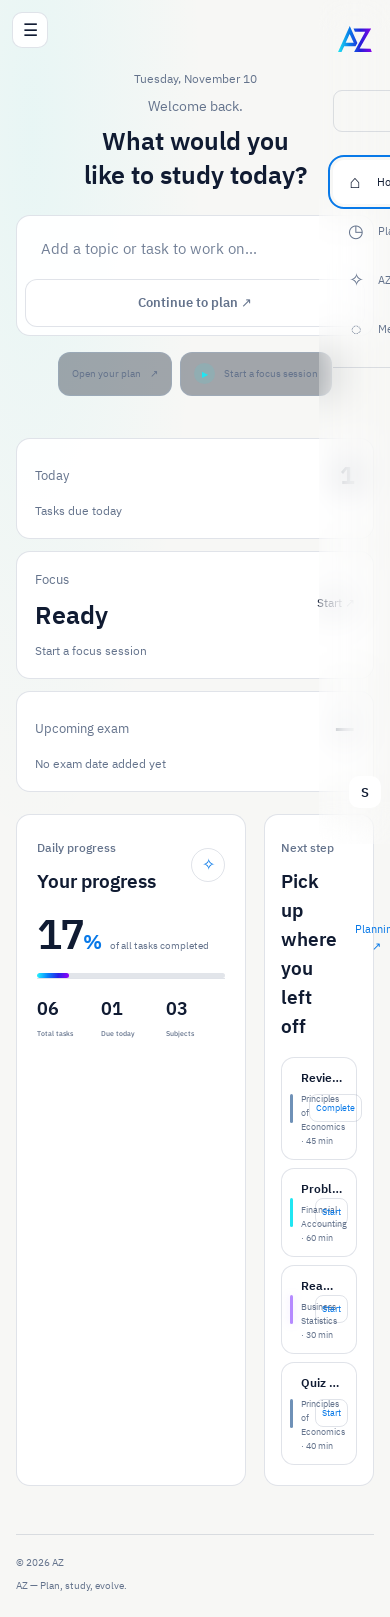 ☰
AZ
Tuesday, November 10
Welcome back.
What would you
like to study today?
Add a topic or task to work on...
Continue to plan ↗
Open your plan ↗
Start a focus session
Ho
Pla
AZ
Me
Today
1
Tasks due today
Focus
Ready
Start ↗
Start a focus session
Upcoming exam
—
No exam date added yet
S
Daily progress
Your progress
17%
of all tasks completed
01
03
06
Total tasks
Due today
Subjects
Next step
Pick
up
where
you
left
off
Planning
↗
Revie...
Principles
of
Economics
· 45 min
Complete
Probl...
Financial
Accounting
· 60 min
Start
Rea...
Business
Statistics
· 30 min
Start
Quiz ...
Principles
of
Economics
· 40 min
Start
© 2026 AZ
AZ — Plan, study, evolve.